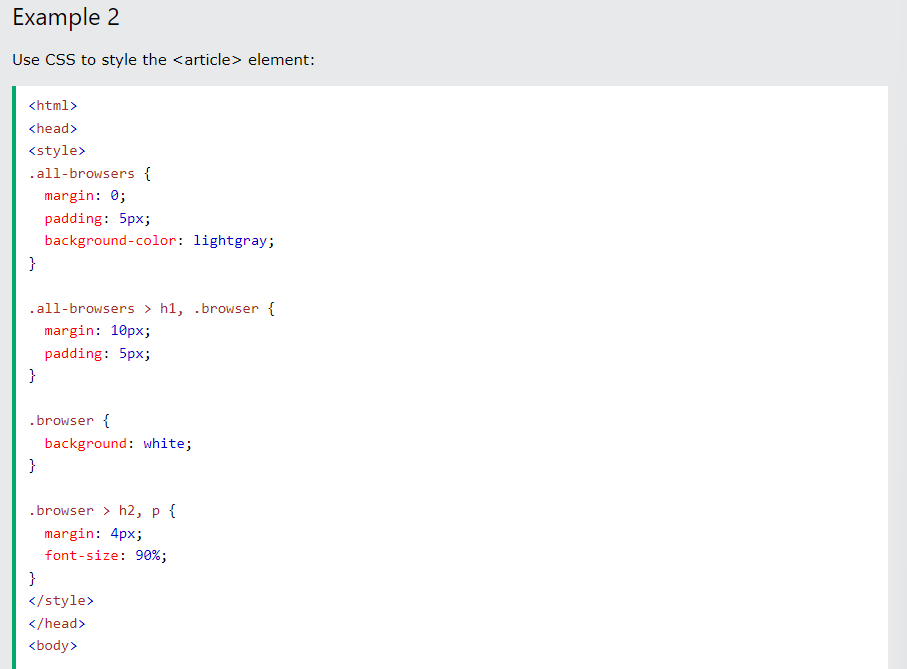 Example 2
Use CSS to style the <article> element:
<html>
<head>
<style>
.all-browsers {
  margin: 0;
  padding: 5px;
  background-color: lightgray;
}

.all-browsers > h1, .browser {
  margin: 10px;
  padding: 5px;
}

.browser {
  background: white;
}

.browser > h2, p {
  margin: 4px;
  font-size: 90%;
}
</style>
</head>
<body>